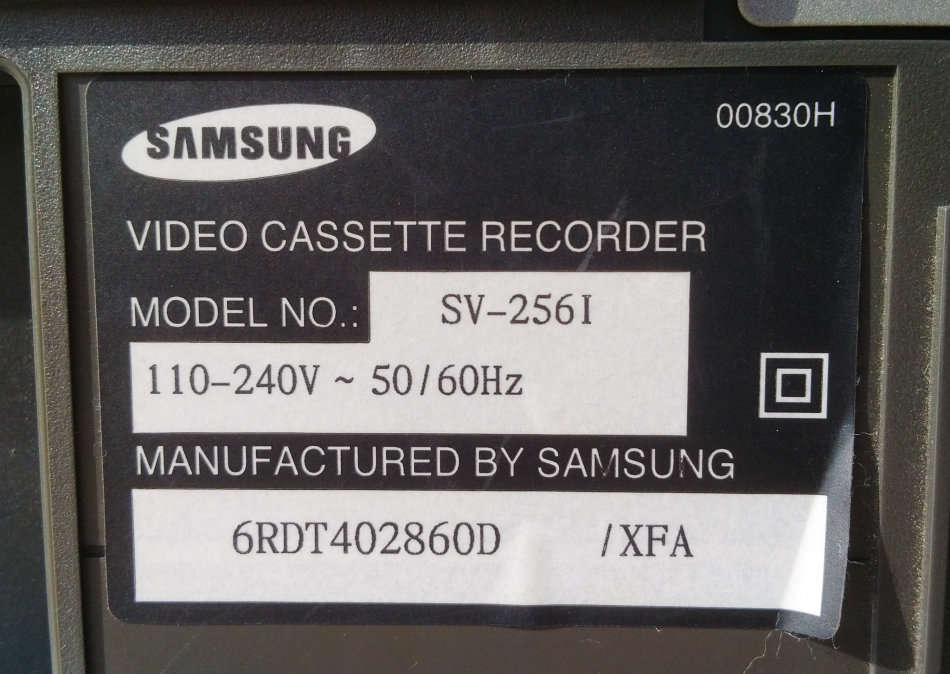 SAMSUNG
00830H
VIDEO CASSETTE RECORDER
MODEL NO.: SV-256I
110-240V ~ 50/60Hz
MANUFACTURED BY SAMSUNG
6RDT402860D /XFA